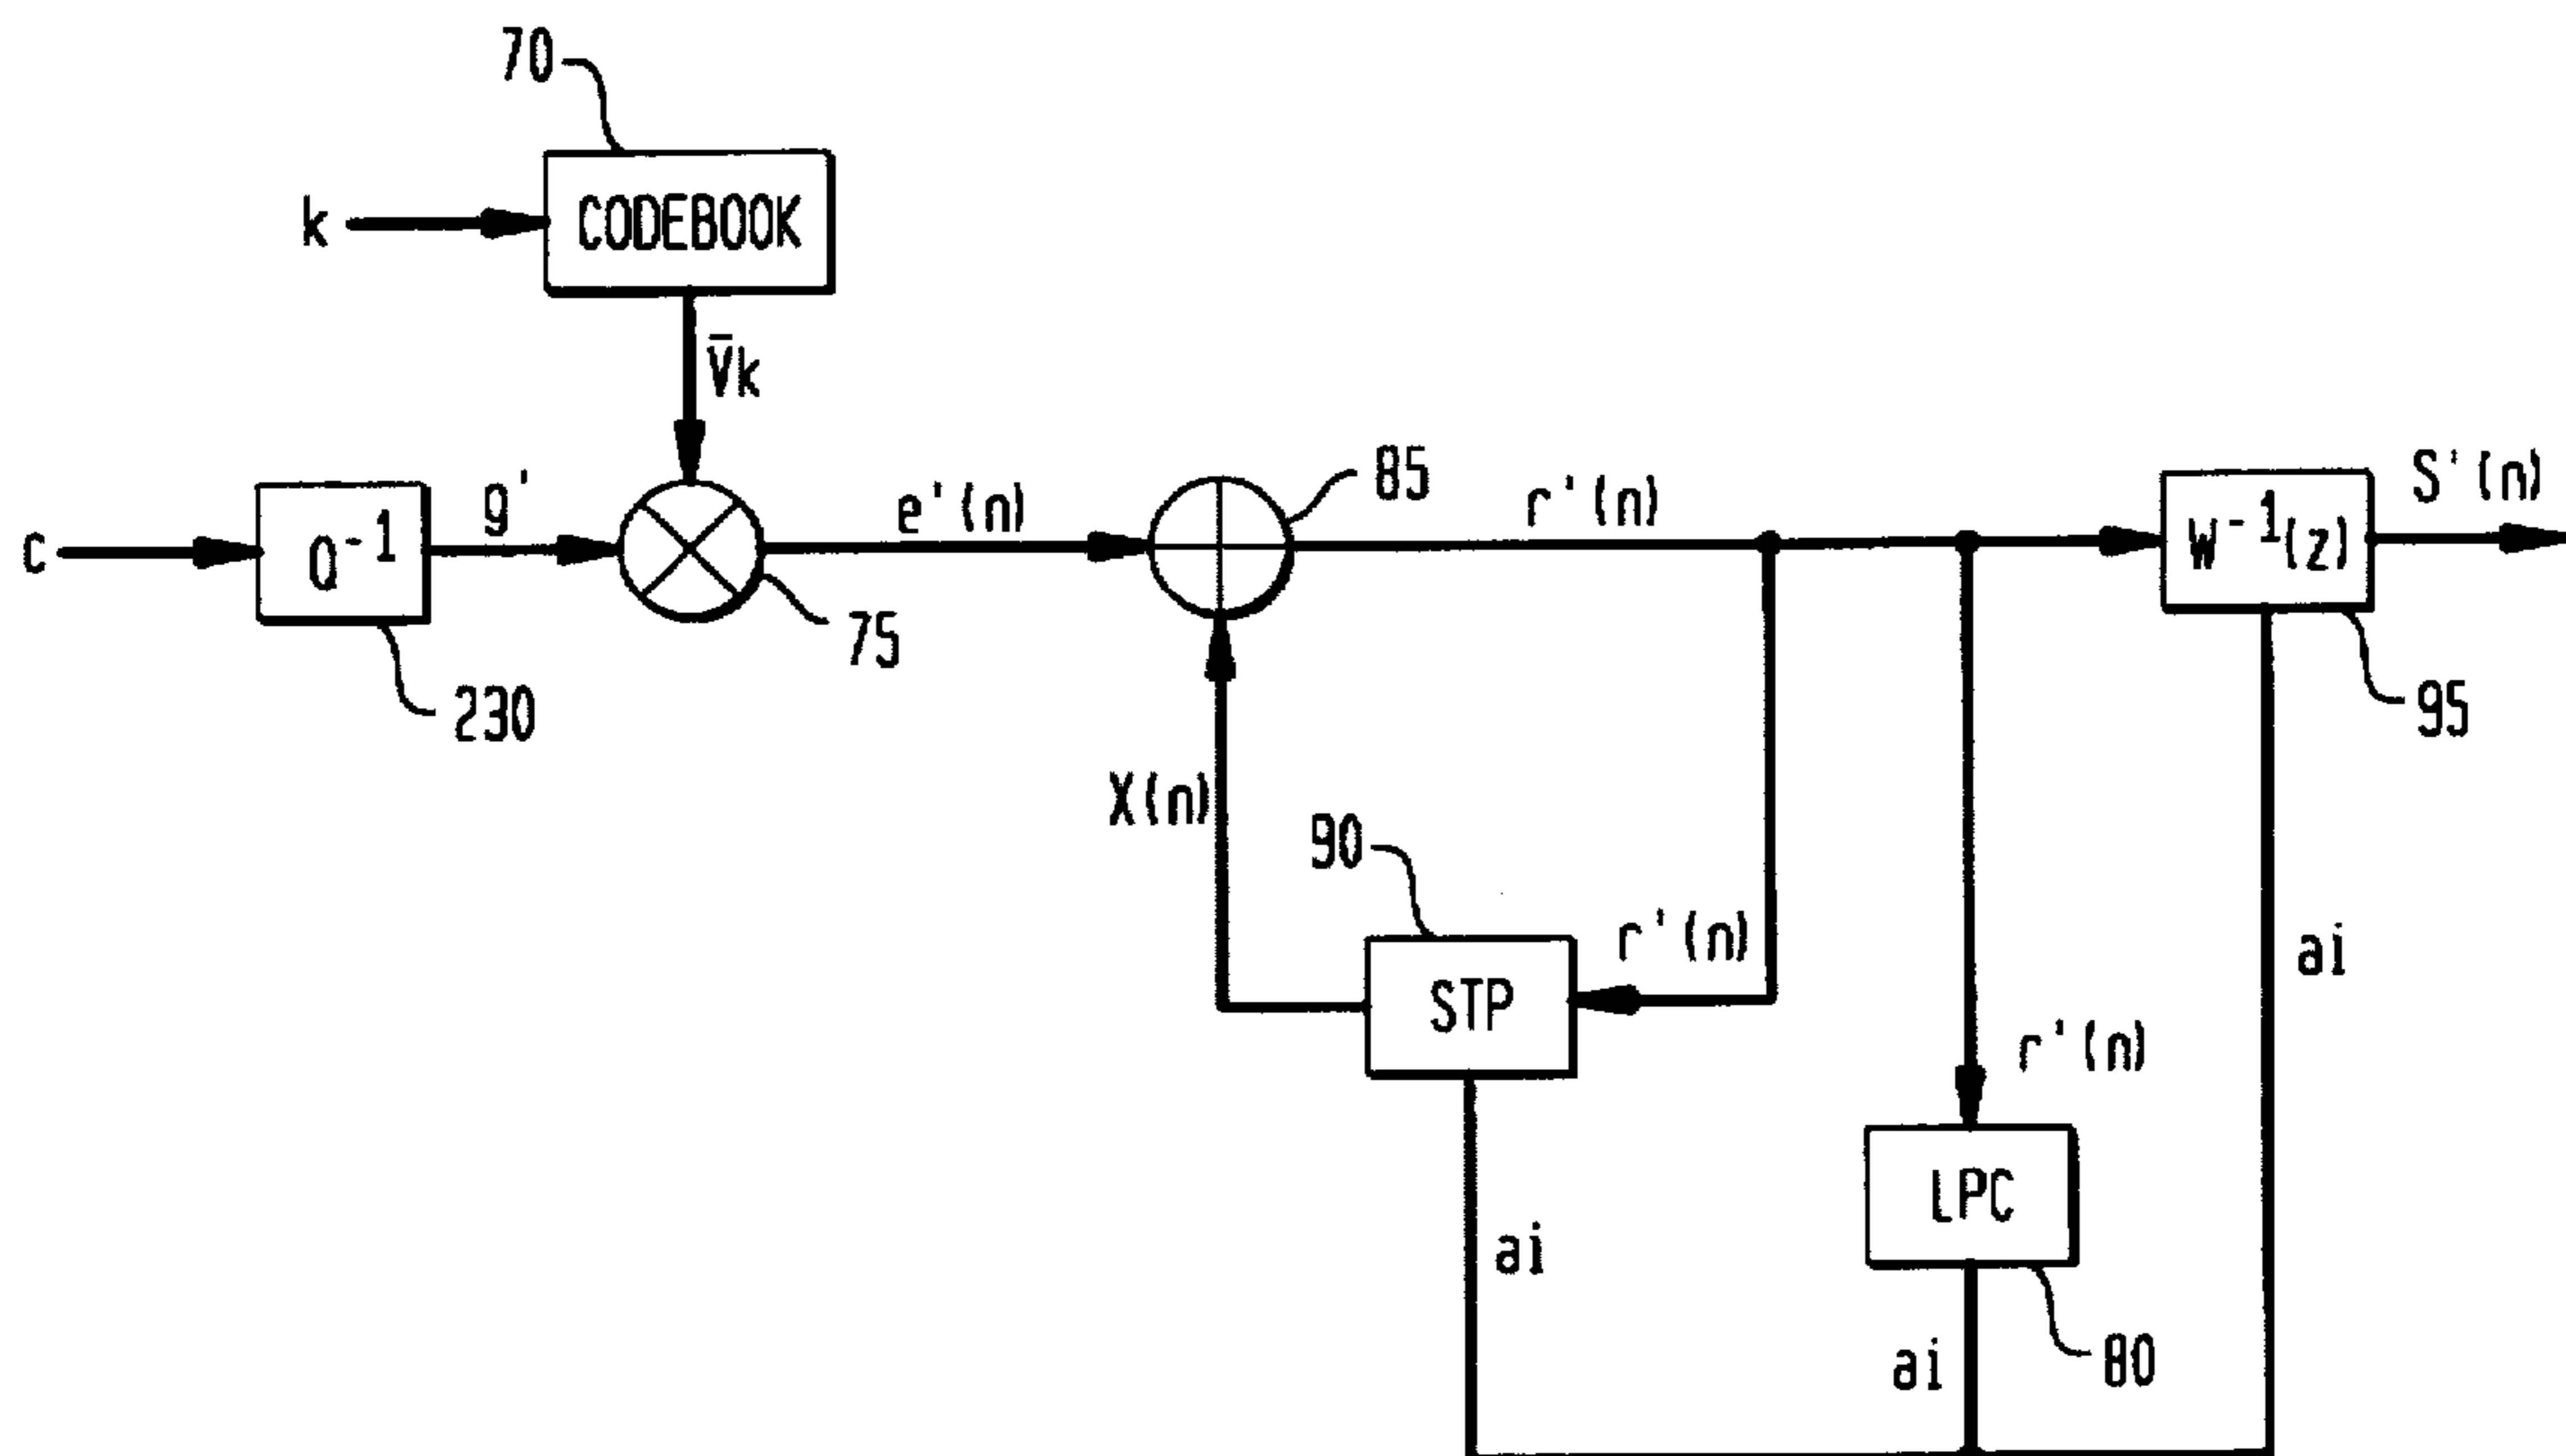 70
k
CODEBOOK
V̄k
c
Q⁻¹
g'
e'(n)
85
r'(n)
W⁻¹(z)
S'(n)
75
230
95
X(n)
90
STP
r'(n)
ai
r'(n)
LPC
ai
ai
80